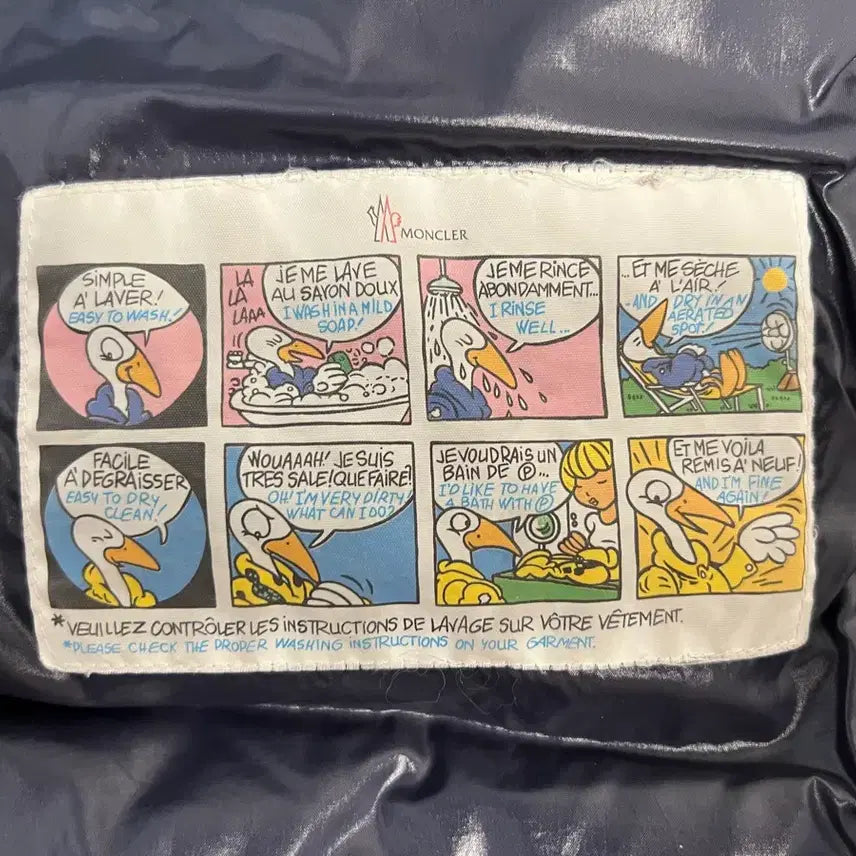 MONCLER
SIMPLE
A' LAVER!
EASY TO WASH!
LA
LA
LAAA
JE ME LAVE
AU SAVON DOUX
I WASH IN A MILD
SOAP!
JE ME RINCE
ABONDAMMENT...
I RINSE
WELL...
...ET ME SÈCHE
A' L'AIR!
-AND DRY IN AN
AERATED
SPOT!
FACILE
A' DEGRAISSER
EASY TO DRY
CLEAN!
WOUAAAH! JE SUIS
TRES SALE! QUE FAIRE?
OH! I'M VERY DIRTY!
WHAT CAN I DO?
JE VOUDRAIS UN
BAIN DE Ⓟ...
I'D LIKE TO HAVE
A BATH WITH Ⓟ
ET ME VOILA
REMIS A' NEUF!
AND I'M FINE
AGAIN!
*VEUILLEZ CONTRÔLER LES INSTRUCTIONS DE LAVAGE SUR VÔTRE VÊTEMENT.
*PLEASE CHECK THE PROPER WASHING INSTRUCTIONS ON YOUR GARMENT.